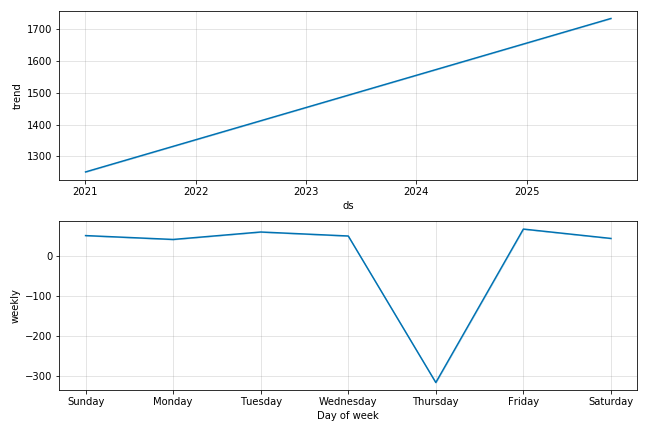 1700
1600
1500
1400
1300
trend
2021 2022 2023 2024 2025
ds
0
−100
−200
−300
weekly
Sunday Monday Tuesday Wednesday Thursday Friday Saturday
Day of week